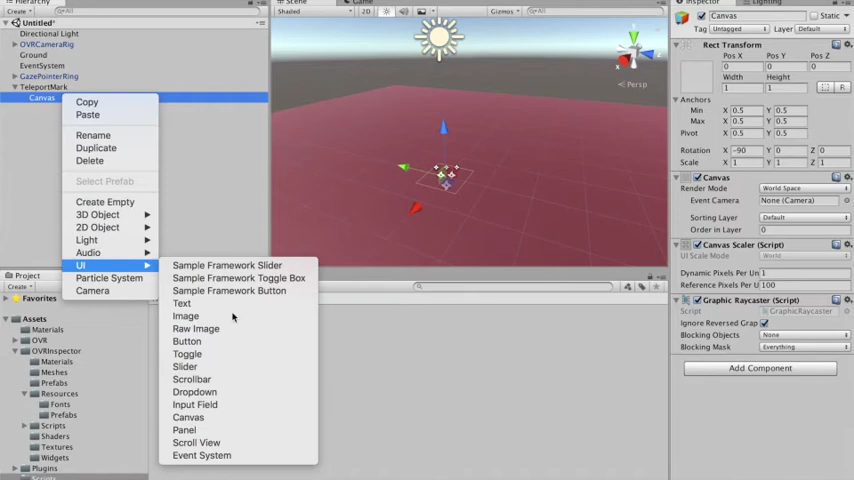 Hierarchy
Create
All
Untitled*
Directional Light
OVRCameraRig
Ground
EventSystem
GazePointerRing
TeleportMark
Canvas
Copy
Paste
Rename
Duplicate
Delete
Select Prefab
Create Empty
3D Object
2D Object
Light
Audio
UI
Particle System
Camera
Sample Framework Slider
Sample Framework Toggle Box
Sample Framework Button
Text
Image
Raw Image
Button
Toggle
Slider
Scrollbar
Dropdown
Input Field
Canvas
Panel
Scroll View
Event System
Project
Create
Favorites
Assets
Materials
OVR
OVRInspector
Materials
Meshes
Prefabs
Resources
Fonts
Prefabs
Scripts
Shaders
Textures
Widgets
Plugins
Scripts
Scene
Game
Shaded
2D
Gizmos
All
Persp
Inspector
Lighting
Canvas
Static
Tag Untagged
Layer Default
Rect Transform
Pos X Pos Y Pos Z
0 0 0
Width Height
1 1
R
Anchors
Min X 0.5 Y 0.5
Max X 0.5 Y 0.5
Pivot X 0.5 Y 0.5
Rotation X -90 Y 0 Z 0
Scale X 1 Y 1 Z 1
Canvas
Render Mode World Space
Event Camera None (Camera)
Sorting Layer Default
Order in Layer 0
Canvas Scaler (Script)
UI Scale Mode World
Dynamic Pixels Per Un 1
Reference Pixels Per U 100
Graphic Raycaster (Script)
Script GraphicRaycaster
Ignore Reversed Grap
Blocking Objects None
Blocking Mask Everything
Add Component